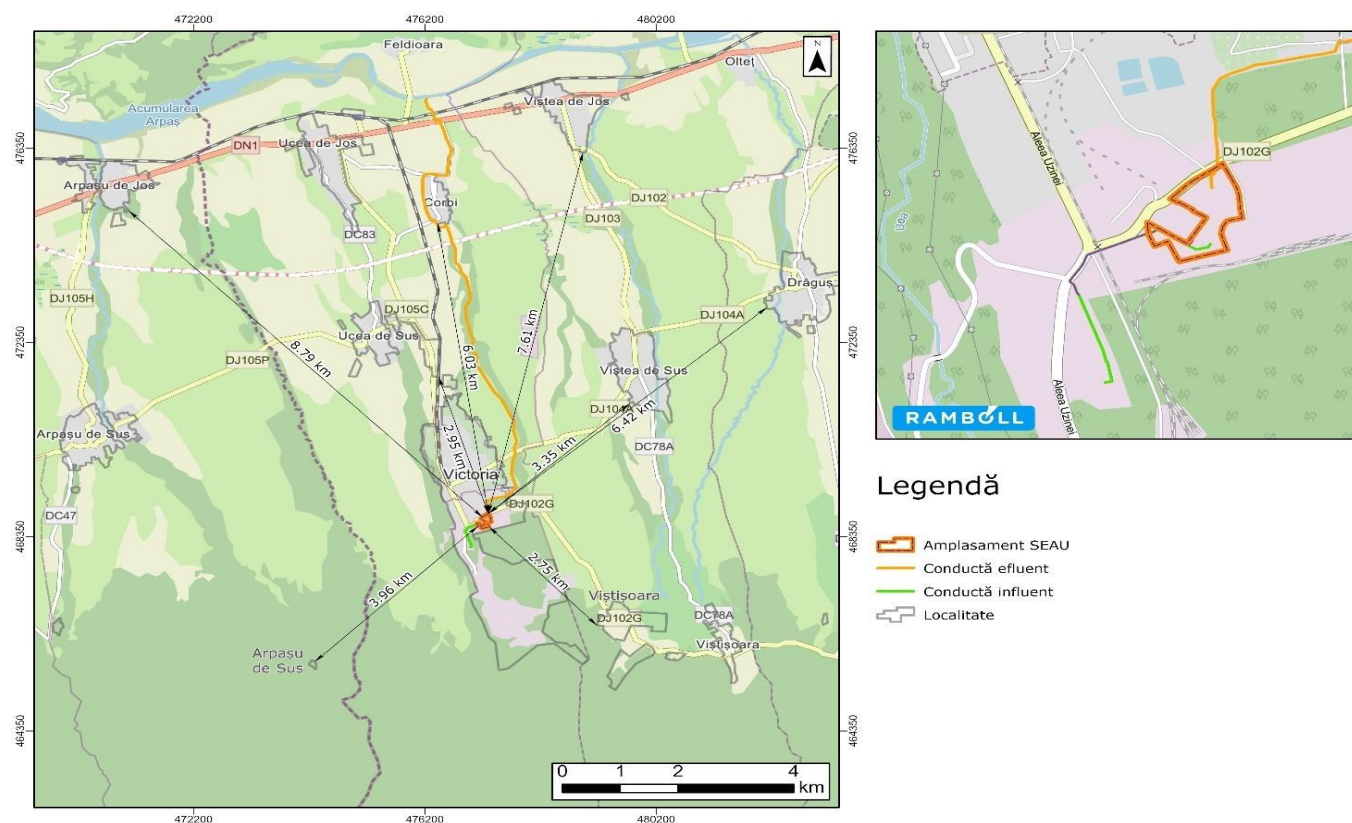 472200
476200
480200
Feldioara
Olteț
N
Acumularea
Arpaș
Viștea de Jos
Ucea de Jos
DN1
476350
476350
Arpașu de Jos
Corbi
DJ102
DJ103
DC83
Drăguș
DJ105H
DJ105C
DJ104A
7.61 km
6.03 km
8.79 km
472350
472350
Ucea de Sus
DJ105P
Viștea de Sus
DJ104A
6.42 km
Arpașu de Sus
2.95 km
3.35 km
DC78A
Victoria
DJ102G
DC47
468350
468350
3.96 km
2.75 km
Viștișoara
DJ102G
DC78A
Viștișoara
Arpașu
de Sus
464350
464350
0 1 2 4
km
472200
476200
480200
Aleea Uzinei
DJ102G
Aleea Uzinei
RAMBOLL
Legendă
Amplasament SEAU
Conductă efluent
Conductă influent
Localitate